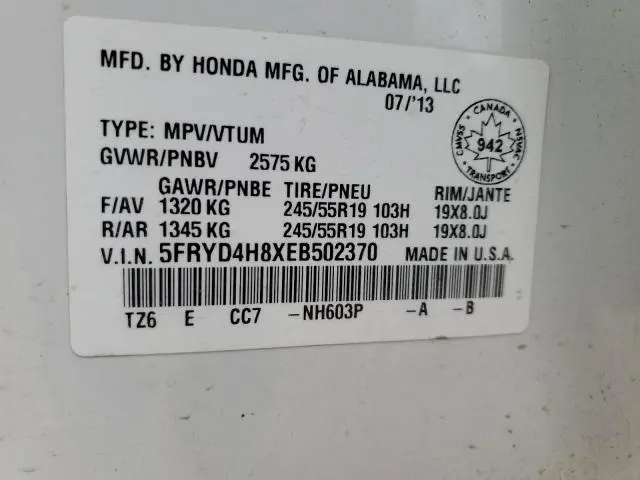 MFD. BY HONDA MFG. OF ALABAMA, LLC
07/'13
TYPE: MPV/VTUM
GVWR/PNBV 2575 KG
GAWR/PNBE TIRE/PNEU RIM/JANTE
F/AV 1320 KG 245/55R19 103H 19X8.0J
R/AR 1345 KG 245/55R19 103H 19X8.0J
V.I.N. 5FRYD4H8XEB502370 MADE IN U.S.A.
TZ6 E CC7 -NH603P -A -B
CANADA
CMVSS 942 NSVAC
TRANSPORT